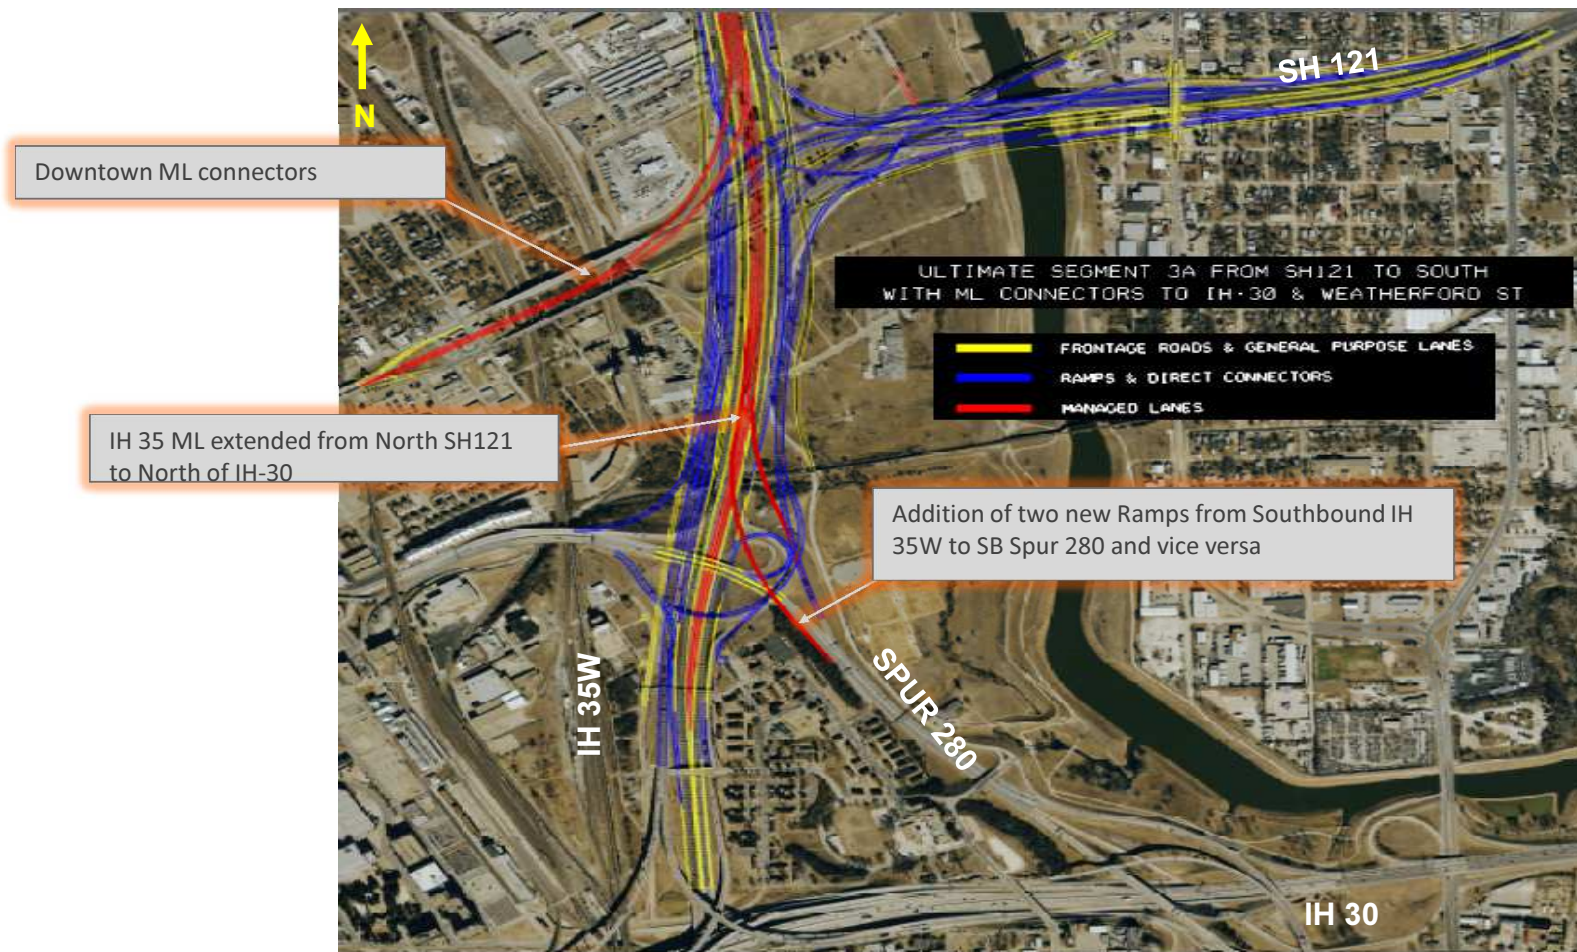 SH 121
N
Downtown ML connectors
ULTIMATE SEGMENT 3A FROM SH121 TO SOUTH
WITH ML CONNECTORS TO IH-30 & WEATHERFORD ST
FRONTAGE ROADS & GENERAL PURPOSE LANES
RAMPS & DIRECT CONNECTORS
MANAGED LANES
IH 35 ML extended from North SH121
to North of IH-30
Addition of two new Ramps from Southbound IH
35W to SB Spur 280 and vice versa
IH 35W
SPUR 280
IH 30